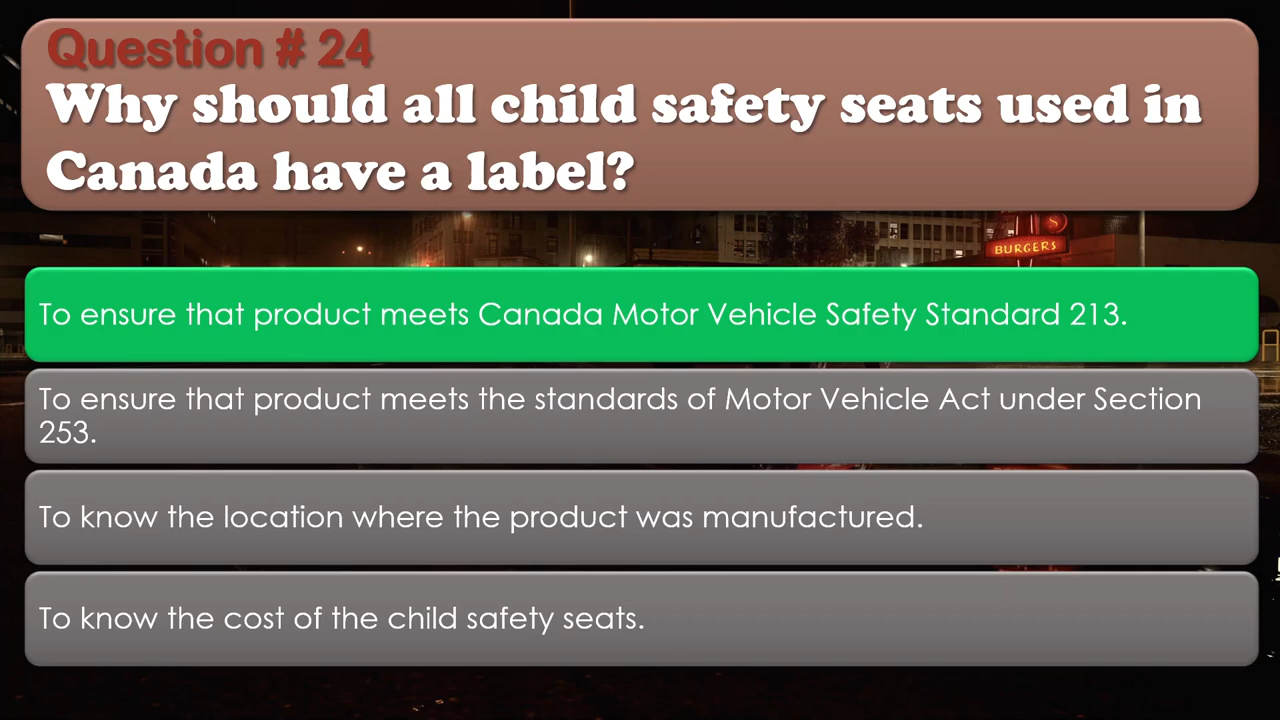 Question # 24
Why should all child safety seats used in
Canada have a label?
S
BURGERS
To ensure that product meets Canada Motor Vehicle Safety Standard 213.
To ensure that product meets the standards of Motor Vehicle Act under Section
253.
To know the location where the product was manufactured.
To know the cost of the child safety seats.